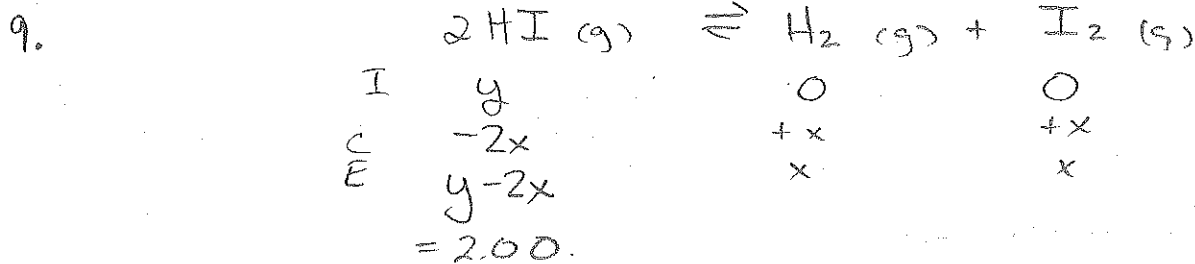 9. 2HI (g) ⇌ H2 (g) + I2 (g)
I y 0 0
C -2x +x +x
E y-2x x x
= 2.00.